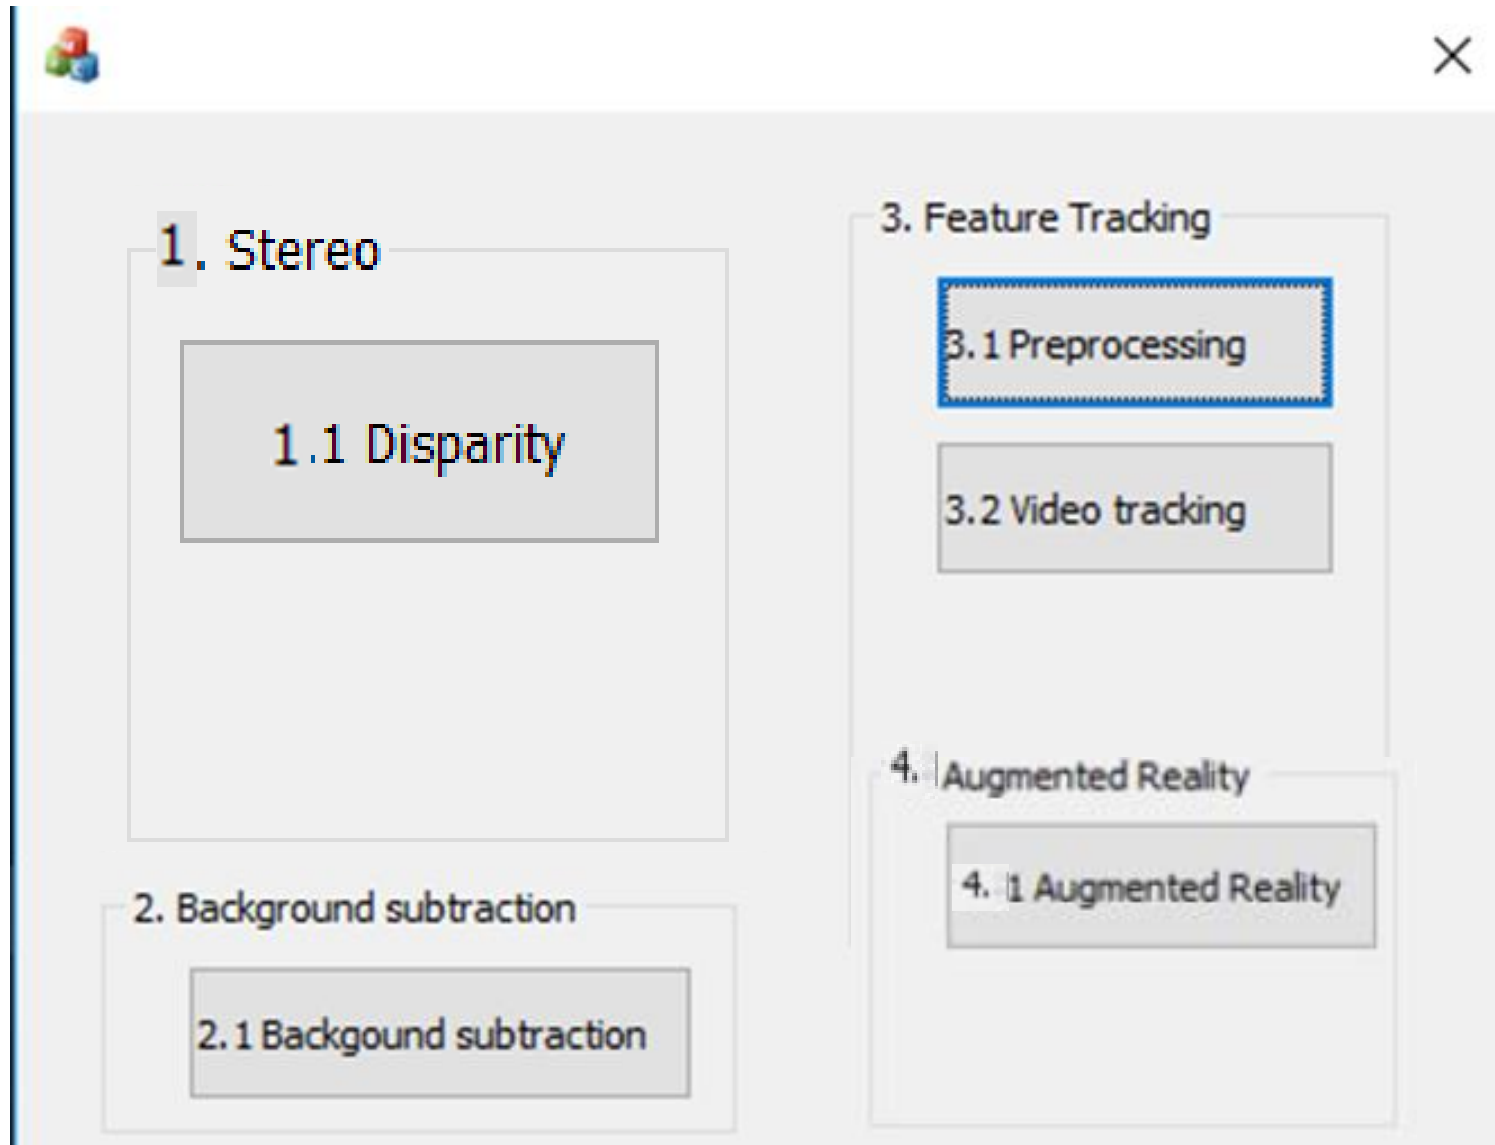 1. Stereo
1.1 Disparity
2. Background subtraction
2.1 Backgound subtraction
3. Feature Tracking
3.1 Preprocessing
3.2 Video tracking
4. Augmented Reality
4. 1 Augmented Reality